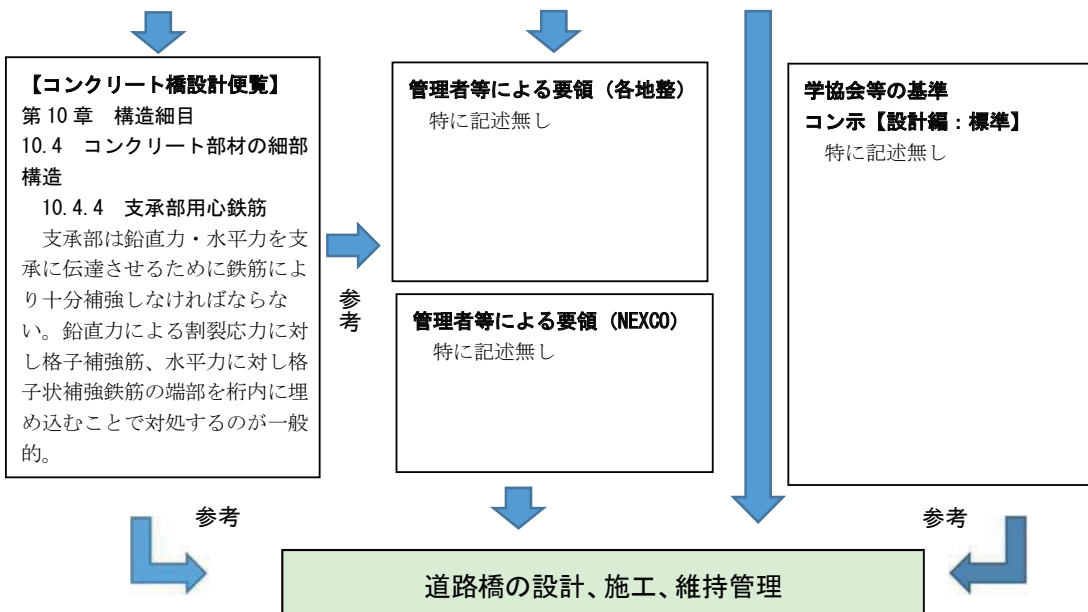 【コンクリート橋設計便覧】
第 10 章　構造細目
10.4　コンクリート部材の細部
構造
10.4.4　支承部用心鉄筋
支承部は鉛直力・水平力を支
承に伝達させるために鉄筋によ
り十分補強しなければならな
い。鉛直力による割裂応力に対
し格子補強筋、水平力に対し格
子状補強鉄筋の端部を桁内に埋
め込むことで対処するのが一般
的。
参考
管理者等による要領（各地整）
特に記述無し
管理者等による要領（NEXCO）
特に記述無し
学協会等の基準
コン示【設計編：標準】
特に記述無し
参考
参考
道路橋の設計、施工、維持管理